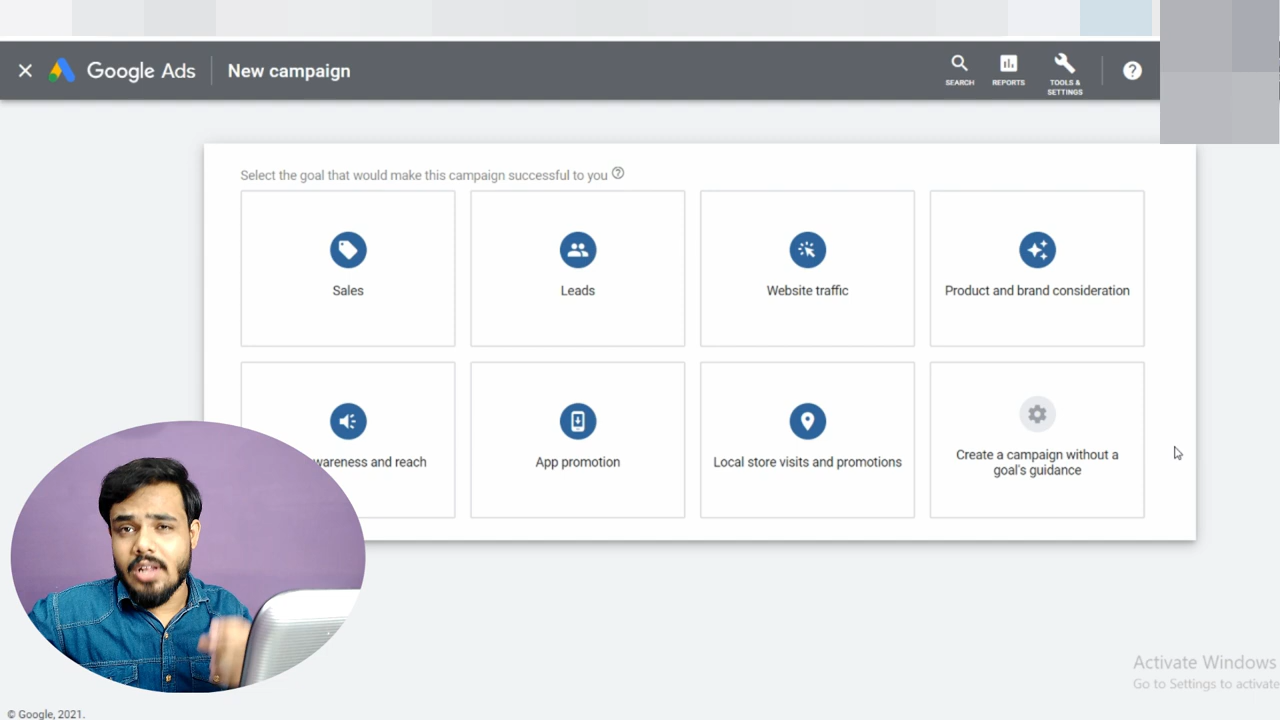 Google Ads
New campaign
SEARCH
REPORTS
TOOLS &
SETTINGS
Select the goal that would make this campaign successful to you
Sales
Leads
Website traffic
Product and brand consideration
wareness and reach
App promotion
Local store visits and promotions
Create a campaign without a
goal's guidance
Activate Windows
Go to Settings to activate
© Google, 2021.